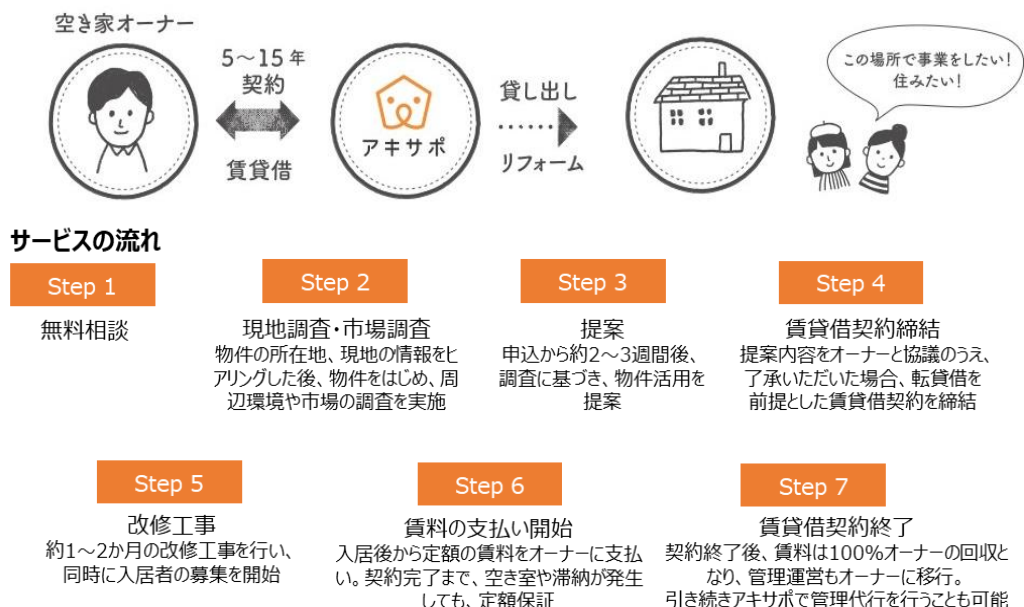 空き家オーナー
5～15年
契約
賃貸借
アキサポ
貸し出し
リフォーム
この場所で事業をしたい！
住みたい！
サービスの流れ
Step 1
無料相談
Step 2
現地調査・市場調査
物件の所在地、現地の情報をヒ
アリングした後、物件をはじめ、周
辺環境や市場の調査を実施
Step 3
提案
申込から約2～3週間後、
調査に基づき、物件活用を
提案
Step 4
賃貸借契約締結
提案内容をオーナーと協議のうえ、
了承いただいた場合、転貸借を
前提とした賃貸借契約を締結
Step 5
改修工事
約1～2か月の改修工事を行い、
同時に入居者の募集を開始
Step 6
賃料の支払い開始
入居後から定額の賃料をオーナーに支払
い。契約完了まで、空き室や滞納が発生
しても、定額保証
Step 7
賃貸借契約終了
契約終了後、賃料は100%オーナーの回収と
なり、管理運営もオーナーに移行。
引き続きアキサポで管理代行を行うことも可能